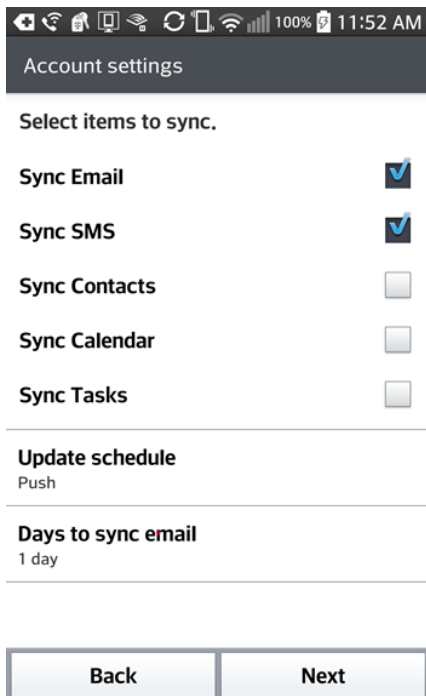 100% 11:52 AM
Account settings
Select items to sync.
Sync Email
Sync SMS
Sync Contacts
Sync Calendar
Sync Tasks
Update schedule
Push
Days to sync email
1 day
Back Next